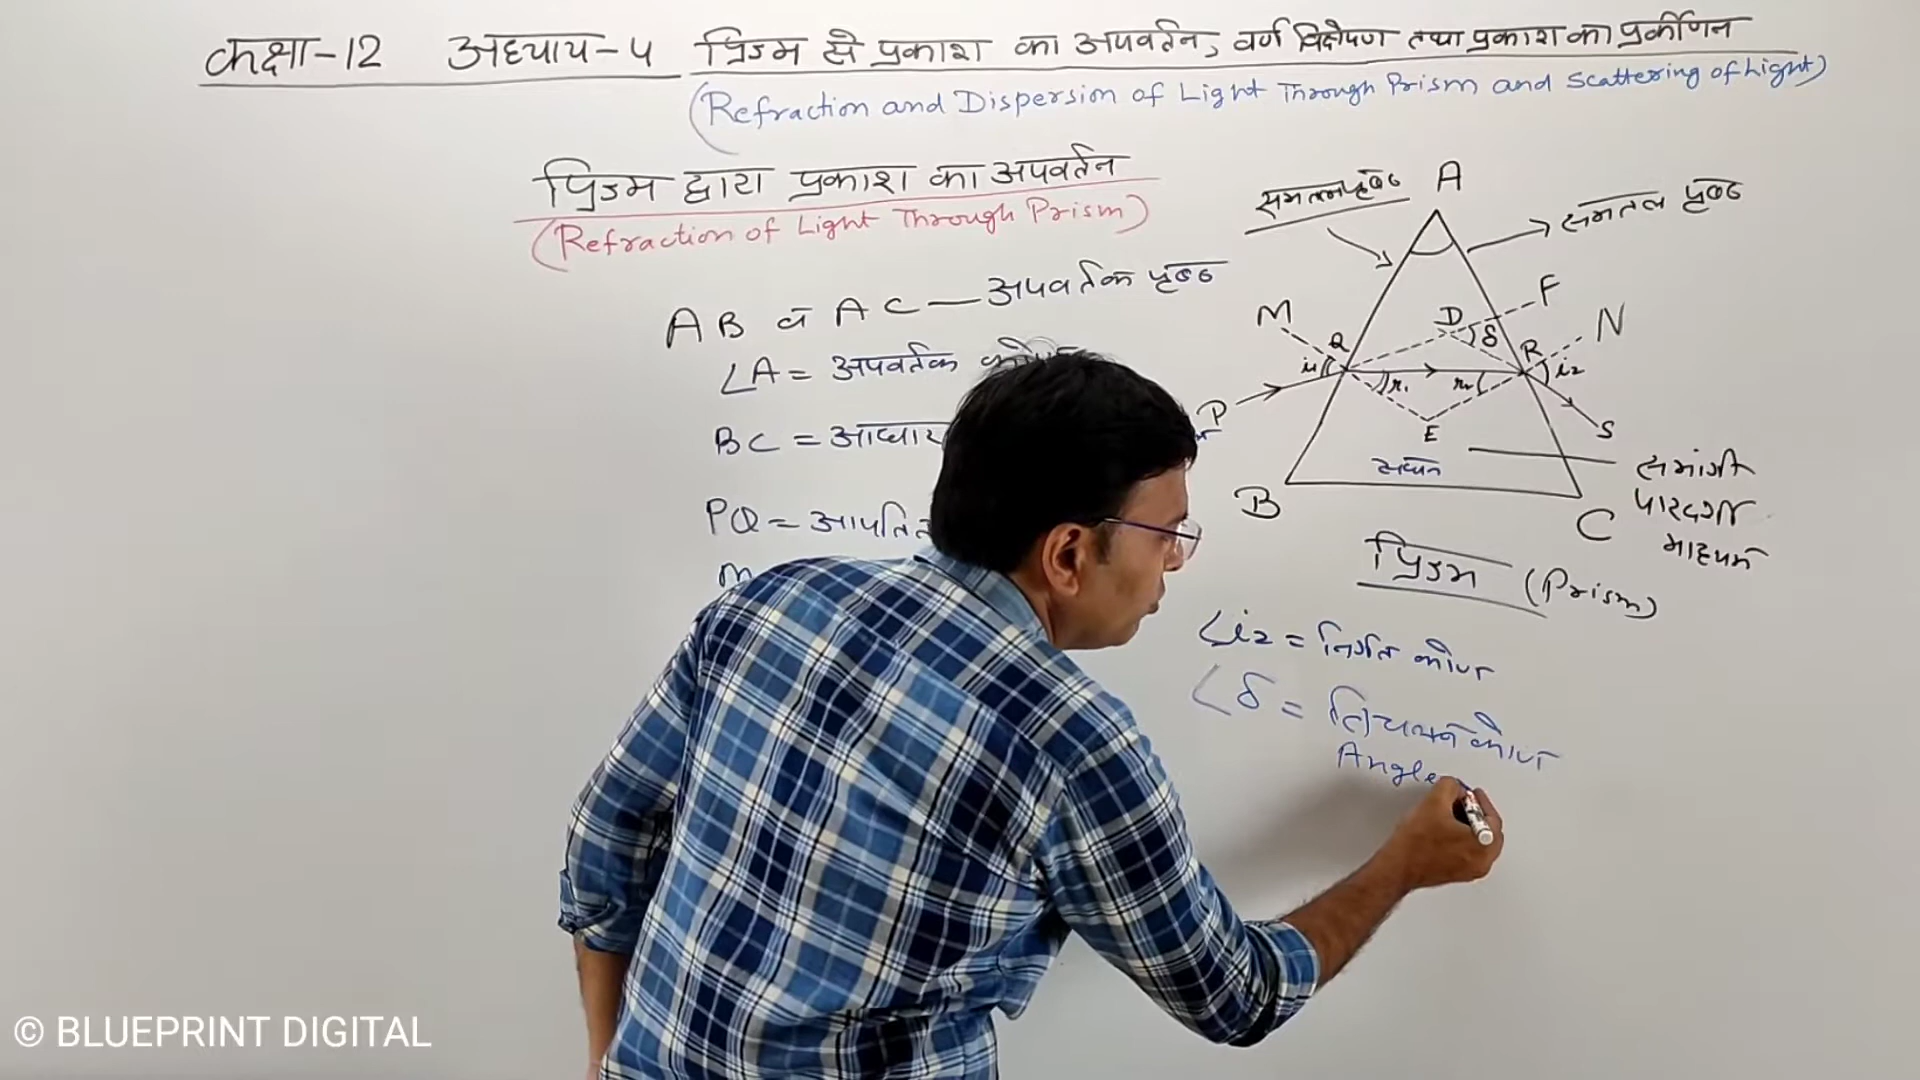 कक्षा-12 अध्याय-5 प्रिज्म से प्रकाश का अपवर्तन, वर्ण विक्षेपण तथा प्रकाश का प्रकीर्णन
(Refraction and Dispersion of Light Through Prism and Scattering of Light)
प्रिज्म द्वारा प्रकाश का अपवर्तन
(Refraction of Light Through Prism)
AB व AC — अपवर्तक पृष्ठ
∠A = अपवर्तक
BC = आधार
PQ = आपतित
समतल पृष्ठ
A
समतल पृष्ठ
M
Q
D
δ
F
N
R
i1
r1
r2
i2
P
E
S
सघन
B
C
समांगी
पारदर्शी
माध्यम
प्रिज्म (Prism)
∠i2 = निर्गत कोण
∠δ = विचलन कोण
Angle
© BLUEPRINT DIGITAL